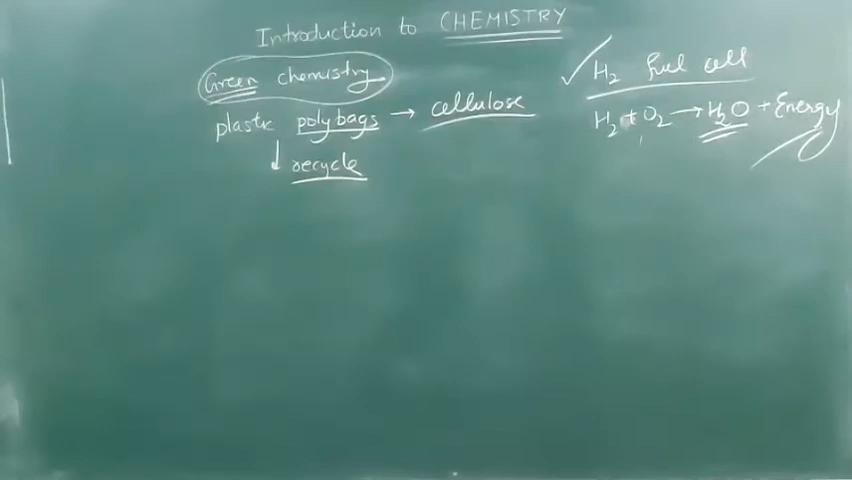 Introduction to CHEMISTRY
Green chemistry
plastic polybags → cellulose
↓ recycle
H₂ fuel cell
H₂ + O₂ → H₂O + Energy